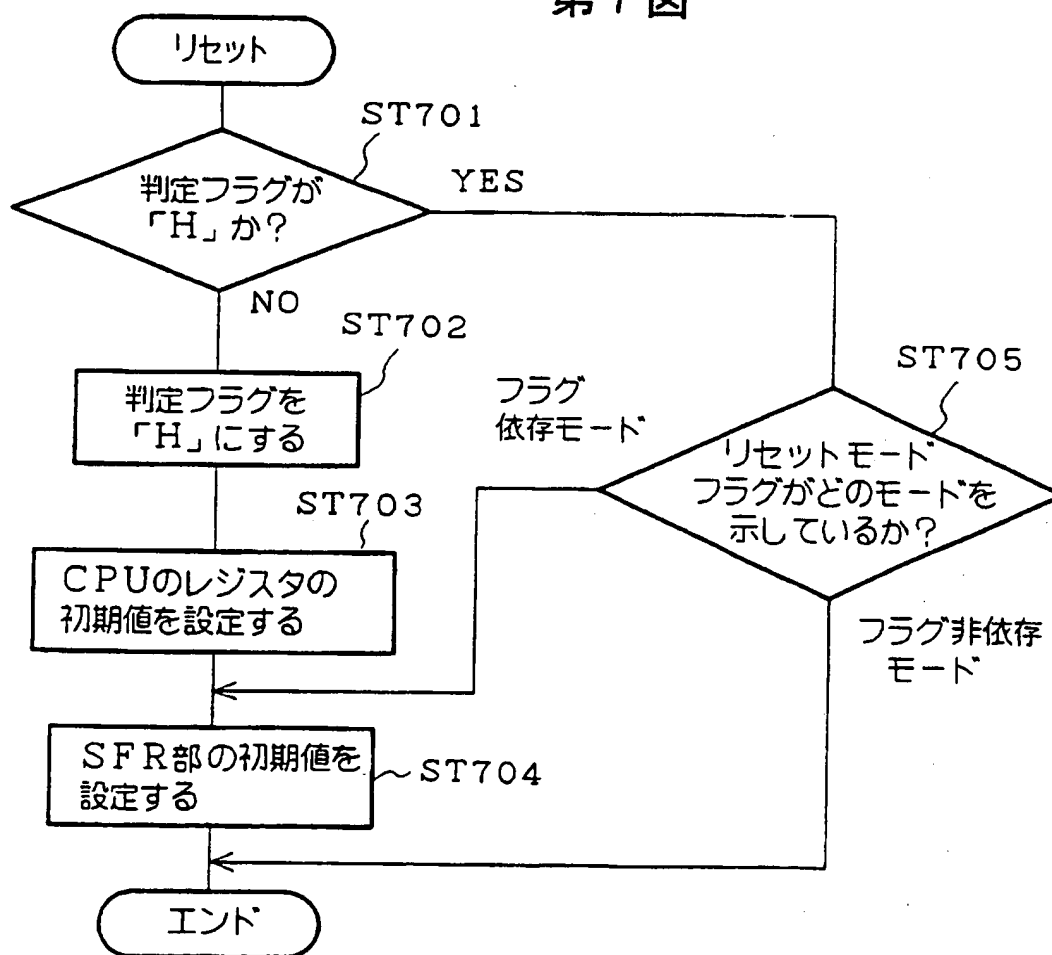 第7図
リセット
ST701
判定フラグが
「H」か?
YES
NO
ST702
判定フラグを
「H」にする
ST703
CPUのレジスタの
初期値を設定する
SFR部の初期値を
設定する
ST704
エンド
ST705
フラグ
依存モード
リセットモード
フラグがどのモードを
示しているか?
フラグ非依存
モード